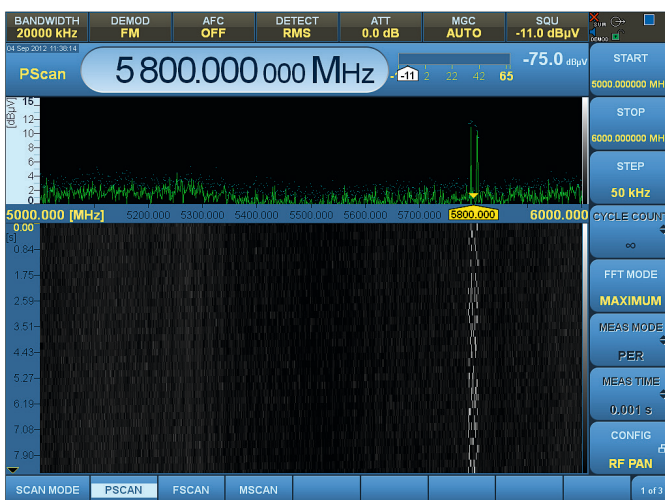 BANDWIDTH DEMOD AFC DETECT ATT MGC SQU
20000 kHz FM OFF RMS 0.0 dB AUTO -11.0 dBµV
04 Sep 2012 11:38:14
PScan 5 800.000 000 MHz -11 2 22 42 65 -75.0 dBµV
START
5000.000000 MH
STOP
6000.000000 MH
STEP
50 kHz
CYCLE COUNT
∞
FFT MODE
MAXIMUM
MEAS MODE
PER
MEAS TIME
0.001 s
CONFIG
RF PAN
[dBµV]
15
12
10
8
6
4
2
0
5000.000 [MHz] 5200.000 5300.000 5400.000 5500.000 5600.000 5700.000 5800.000 6000.000
0.00
[s]
0.84
1.75
2.59
3.51
4.43
5.27
6.19
7.08
7.90
SCAN MODE PSCAN FSCAN MSCAN 1 of 3